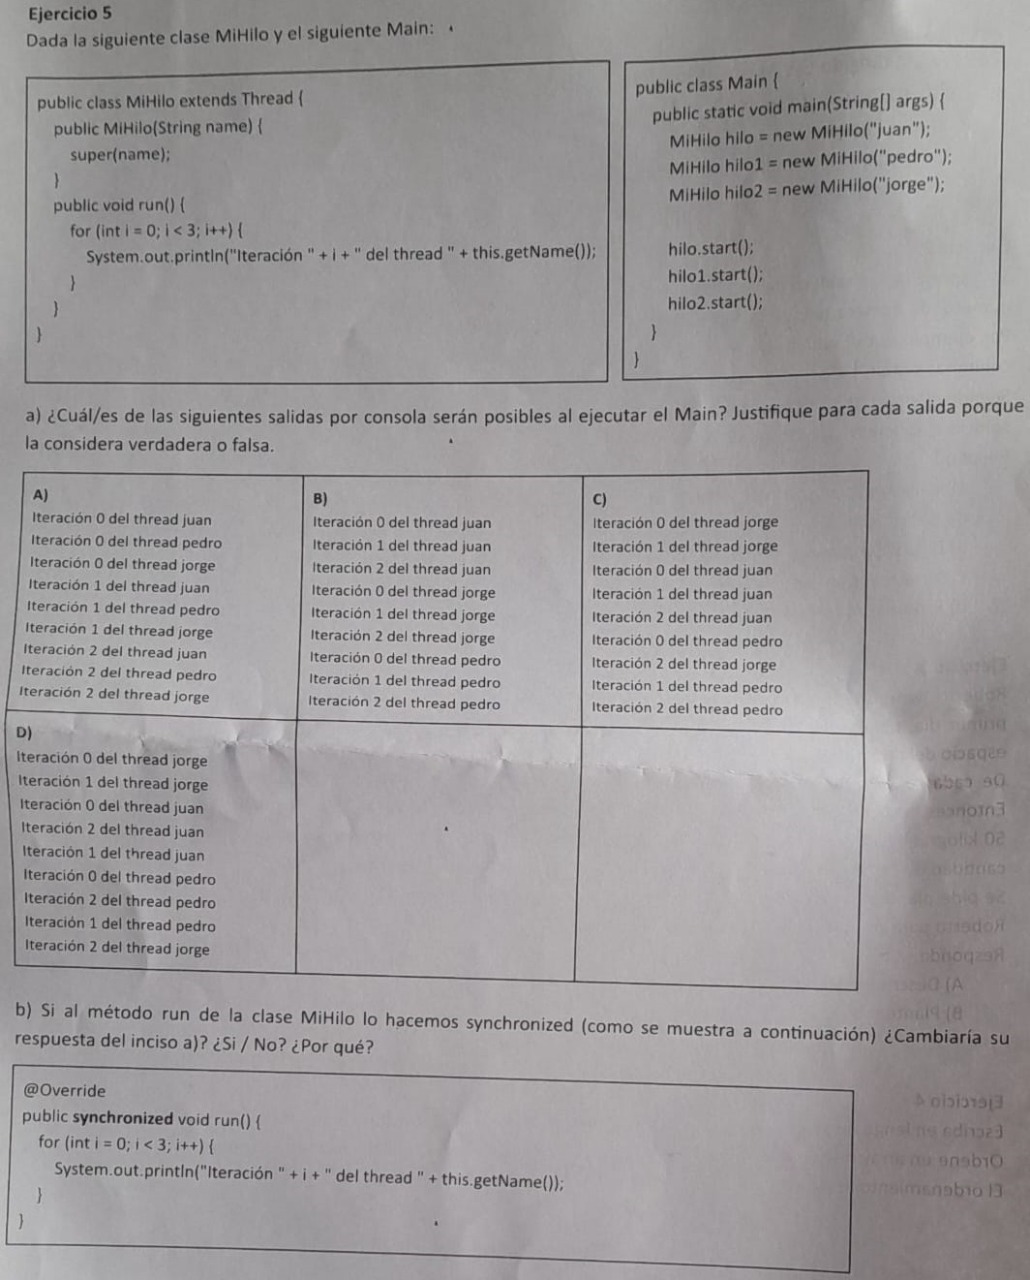 Ejercicio 5
Dada la siguiente clase MiHilo y el siguiente Main:
public class MiHilo extends Thread {
public MiHilo(String name) {
super(name);
}
public void run() {
for (int i = 0; i < 3; i++) {
System.out.println("Iteración " + i + " del thread " + this.getName());
}
}
}
public class Main {
public static void main(String[] args) {
MiHilo hilo = new MiHilo("juan");
MiHilo hilo1 = new MiHilo("pedro");
MiHilo hilo2 = new MiHilo("jorge");
hilo.start();
hilo1.start();
hilo2.start();
}
}
a) ¿Cuál/es de las siguientes salidas por consola serán posibles al ejecutar el Main? Justifique para cada salida porque
la considera verdadera o falsa.
A)
Iteración 0 del thread juan
Iteración 0 del thread pedro
Iteración 0 del thread jorge
Iteración 1 del thread juan
Iteración 1 del thread pedro
Iteración 1 del thread jorge
Iteración 2 del thread juan
Iteración 2 del thread pedro
Iteración 2 del thread jorge
B)
Iteración 0 del thread juan
Iteración 1 del thread juan
Iteración 2 del thread juan
Iteración 0 del thread jorge
Iteración 1 del thread jorge
Iteración 2 del thread jorge
Iteración 0 del thread pedro
Iteración 1 del thread pedro
Iteración 2 del thread pedro
C)
Iteración 0 del thread jorge
Iteración 1 del thread jorge
Iteración 0 del thread juan
Iteración 1 del thread juan
Iteración 2 del thread juan
Iteración 0 del thread pedro
Iteración 2 del thread jorge
Iteración 1 del thread pedro
Iteración 2 del thread pedro
D)
Iteración 0 del thread jorge
Iteración 1 del thread jorge
Iteración 0 del thread juan
Iteración 2 del thread juan
Iteración 1 del thread juan
Iteración 0 del thread pedro
Iteración 2 del thread pedro
Iteración 1 del thread pedro
Iteración 2 del thread jorge
b) Si al método run de la clase MiHilo lo hacemos synchronized (como se muestra a continuación) ¿Cambiaría su
respuesta del inciso a)? ¿Si / No? ¿Por qué?
@Override
public synchronized void run() {
for (int i = 0; i < 3; i++) {
System.out.println("Iteración " + i + " del thread " + this.getName());
}
}